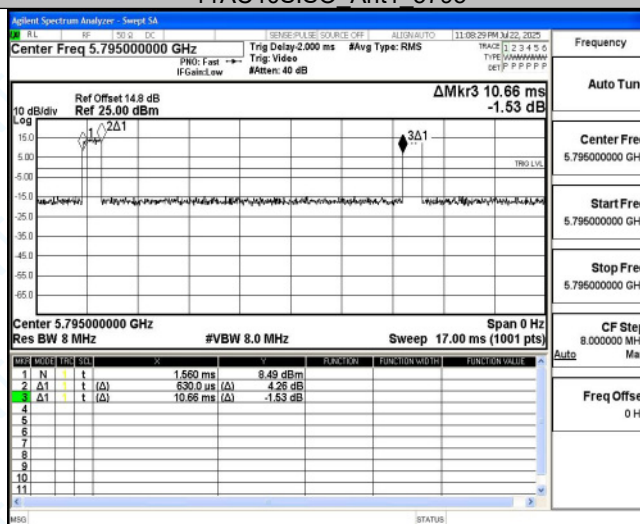 Agilent Spectrum Analyzer - Swept SA
RL RF 50 Ω DC SENSE:PULSE SOURCE OFF ALIGN AUTO 11:08:29 PM Jul 22, 2025
Center Freq 5.795000000 GHz
PNO: Fast
IFGain:Low
Trig Delay-2.000 ms
Trig: Video
#Atten: 40 dB
#Avg Type: RMS
TRACE 1 2 3 4 5 6
TYPE
DET P P P P P P
Frequency
Auto Tun
Ref Offset 14.8 dB
Ref 25.00 dBm
10 dB/div
Log
ΔMkr3 10.66 ms
-1.53 dB
15.0
5.00
-5.00
-15.0
-25.0
-35.0
-45.0
-55.0
-65.0
1
2Δ1
3Δ1
TRIG LVL
Center Fre
5.795000000 GH
Start Fre
5.795000000 GH
Stop Fre
5.795000000 GH
CF Step
8.000000 MH
Auto Ma
Freq Offse
0 H
Center 5.795000000 GHz
Span 0 Hz
Res BW 8 MHz
#VBW 8.0 MHz
Sweep 17.00 ms (1001 pts)
MKR MODE TRC SCL X Y FUNCTION FUNCTION WIDTH FUNCTION VALUE
1 N 1 t 1.560 ms 8.49 dBm
2 Δ1 1 t (Δ) 630.0 us (Δ) 4.26 dB
3 Δ1 1 t (Δ) 10.66 ms (Δ) -1.53 dB
4
5
6
7
8
9
10
11
MSG
STATUS